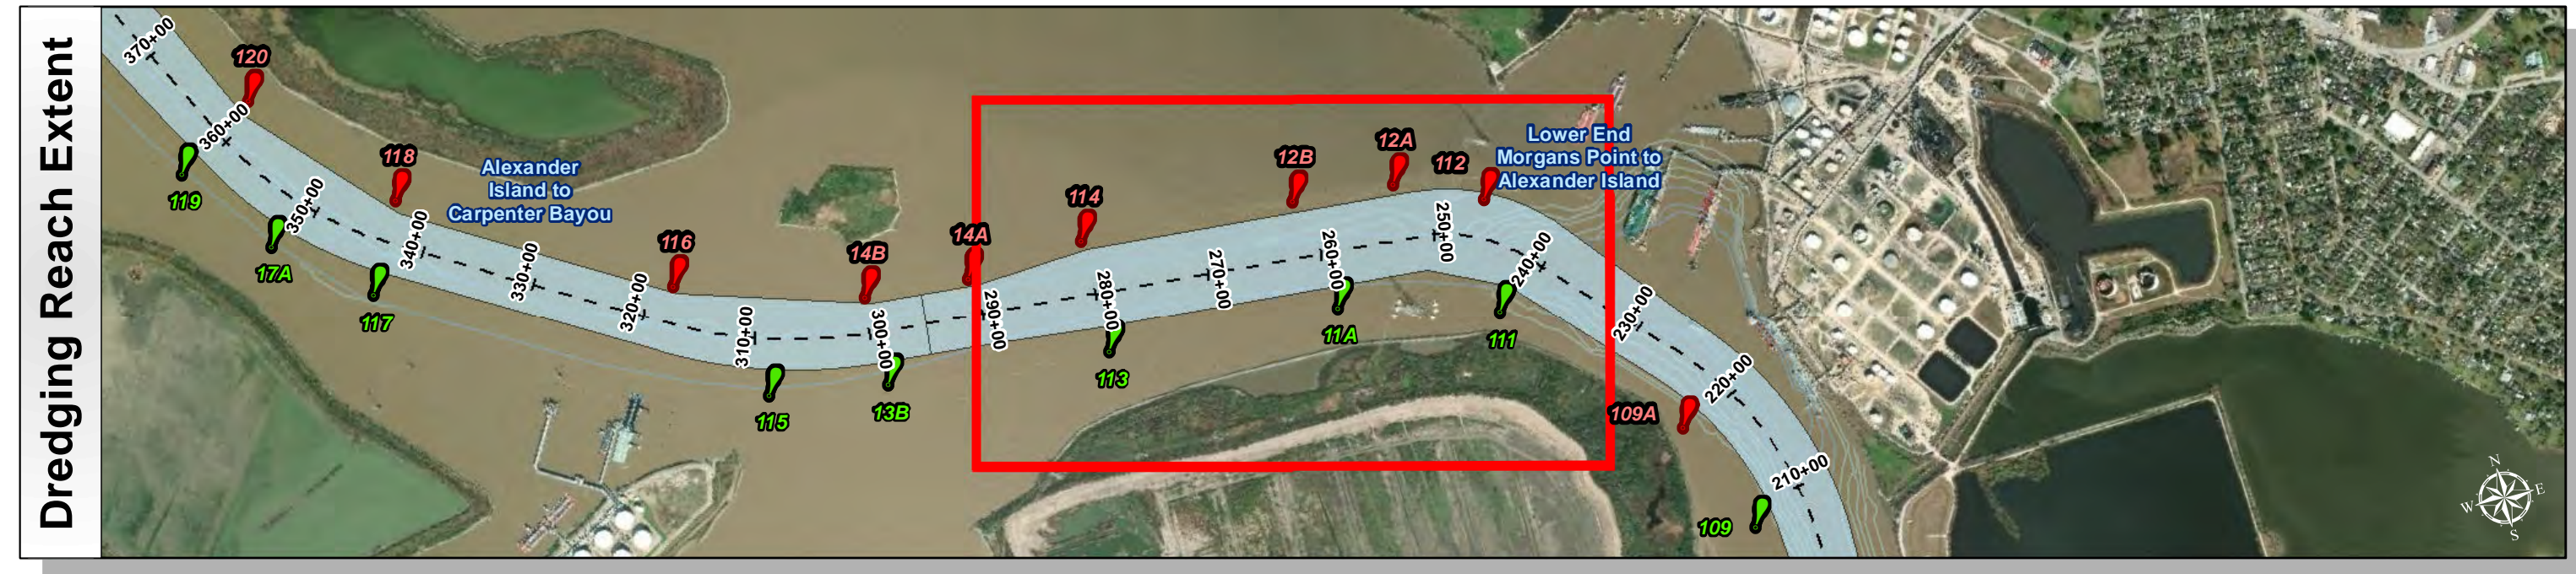 Dredging Reach Extent
370+00
120
360+00
119
118
Alexander
Island to
Carpenter Bayou
350+00
17A
340+00
117
330+00
320+00
116
310+00
115
14B
300+00
13B
14A
290+00
114
280+00
113
270+00
12B
260+00
11A
12A
112
250+00
Lower End
Morgans Point to
Alexander Island
240+00
111
230+00
109A
220+00
210+00
109
N
W
E
S